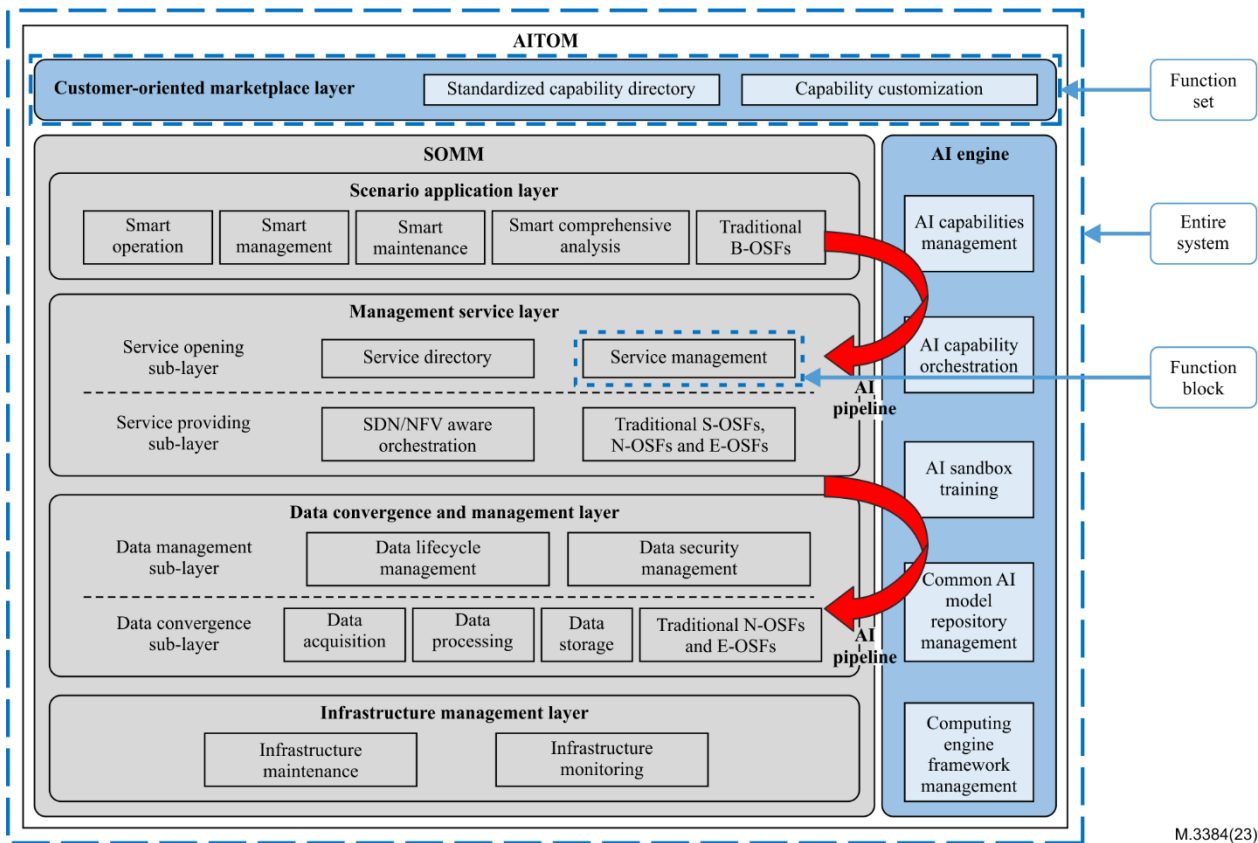 AITOM
Customer-oriented marketplace layer
Standardized capability directory
Capability customization
Function
set
SOMM
AI engine
Scenario application layer
Smart
operation
Smart
management
Smart
maintenance
Smart comprehensive
analysis
Traditional
B-OSFs
AI capabilities
management
Entire
system
Management service layer
Service opening
sub-layer
Service directory
Service management
AI capability
orchestration
Function
block
AI
pipeline
Service providing
sub-layer
SDN/NFV aware
orchestration
Traditional S-OSFs,
N-OSFs and E-OSFs
AI sandbox
training
Data convergence and management layer
Data management
sub-layer
Data lifecycle
management
Data security
management
Common AI
model
repository
management
Data convergence
sub-layer
Data
acquisition
Data
processing
Data
storage
Traditional N-OSFs
and E-OSFs
AI
pipeline
Infrastructure management layer
Infrastructure
maintenance
Infrastructure
monitoring
Computing
engine
framework
management
M.3384(23)